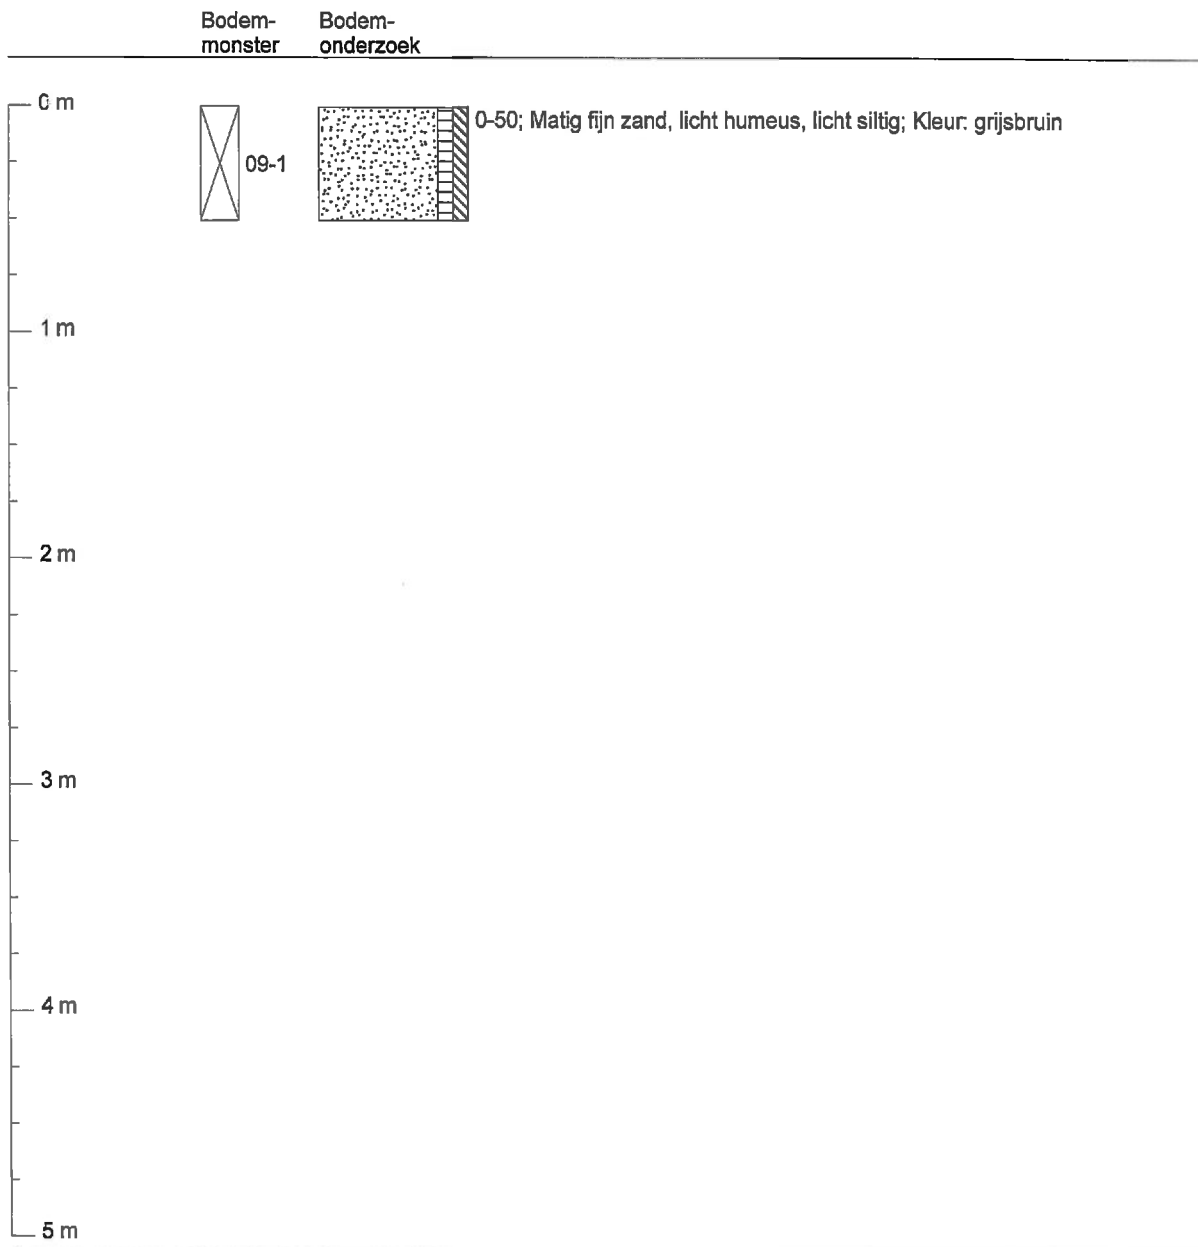 Bodem-
monster
Bodem-
onderzoek
0 m
09-1
0-50; Matig fijn zand, licht humeus, licht siltig; Kleur: grijsbruin
1 m
2 m
3 m
4 m
5 m